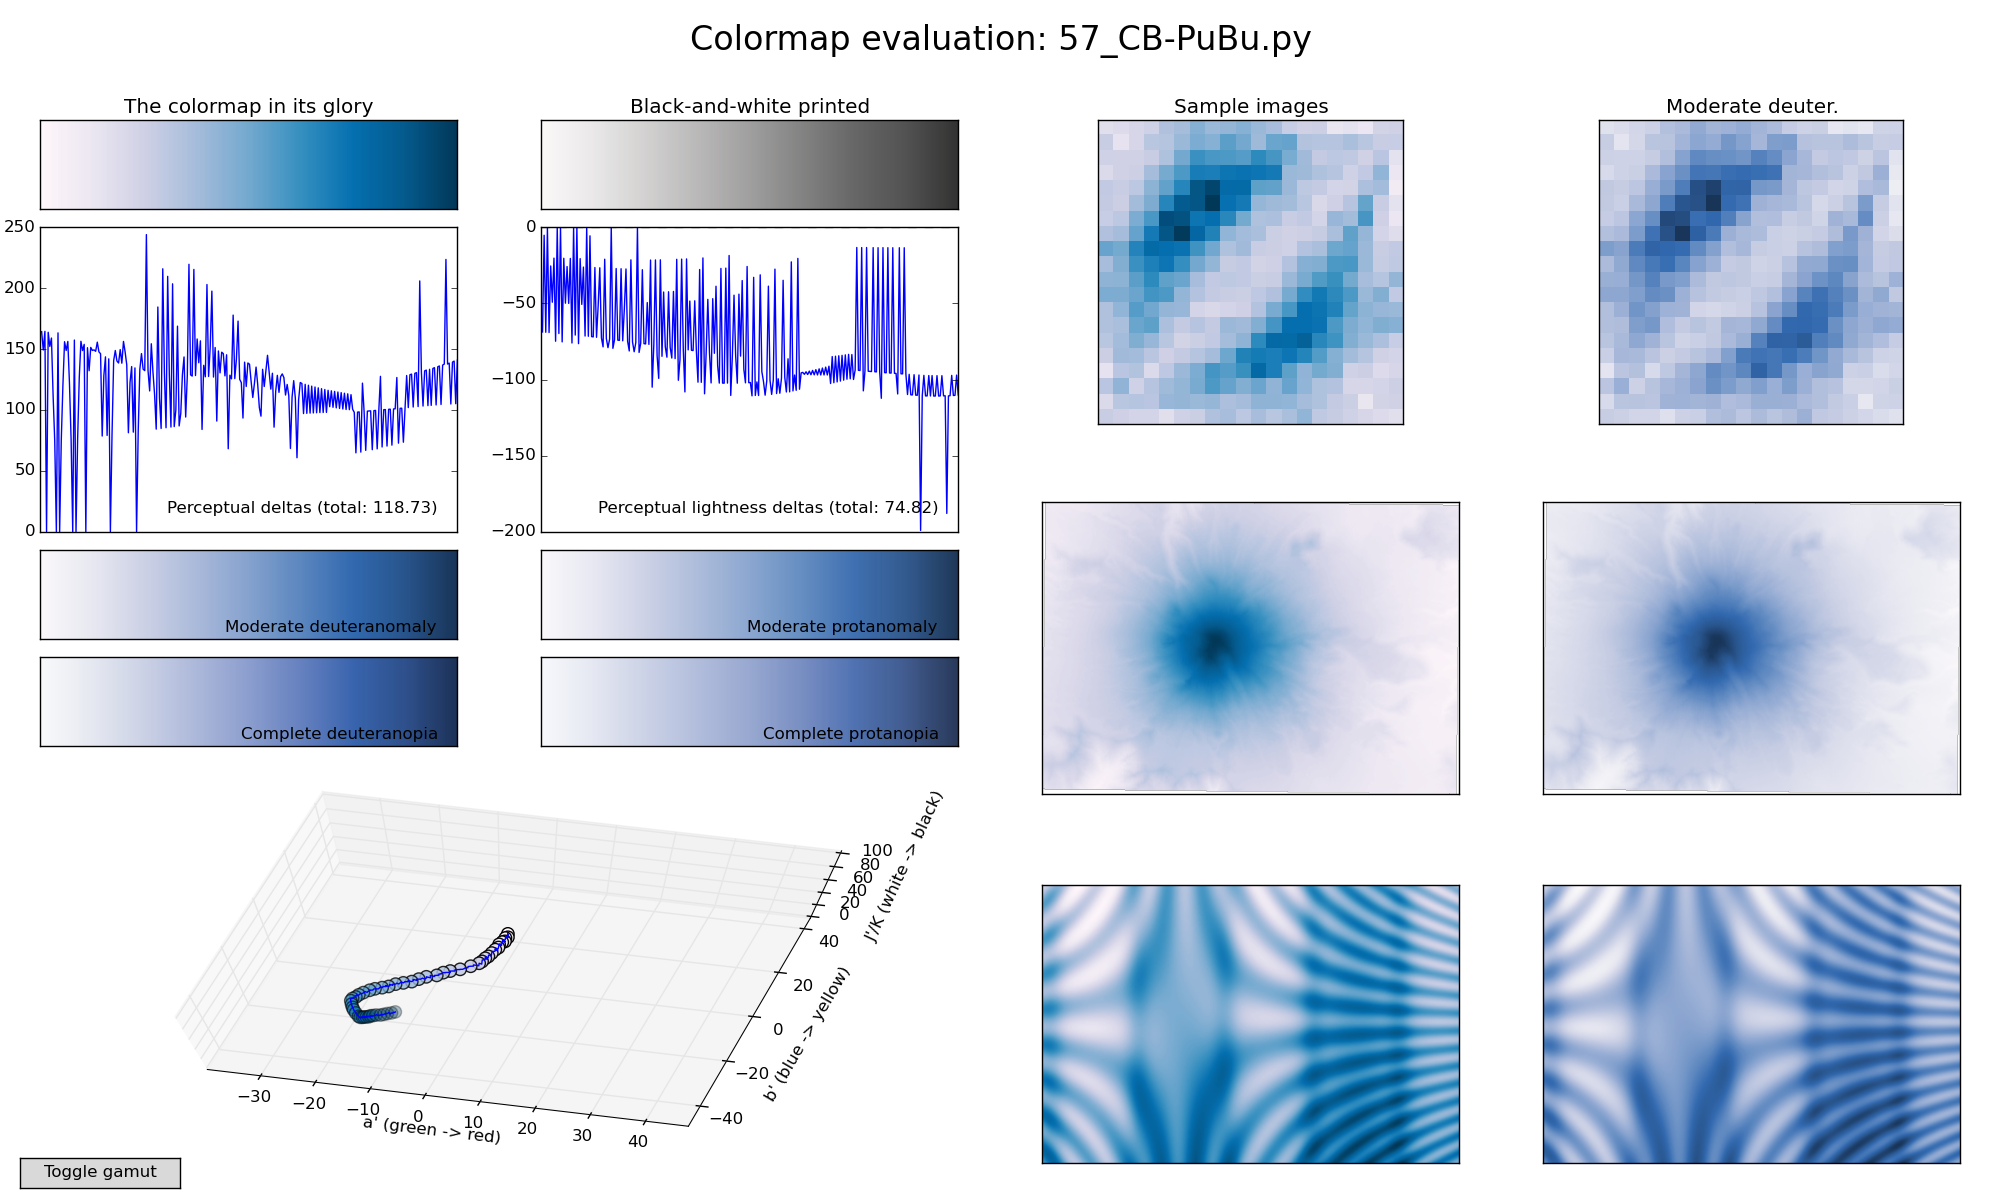 Colormap evaluation: 57_CB-PuBu.py
The colormap in its glory
Black-and-white printed
Sample images
Moderate deuter.
250
200
150
100
50
0
Perceptual deltas (total: 118.73)
0
−50
−100
−150
−200
Perceptual lightness deltas (total: 74.82)
Moderate deuteranomaly
Moderate protanomaly
Complete deuteranopia
Complete protanopia
100
80
60
40
20
0
J'/K (white -> black)
40
20
0
−20
−40
b' (blue -> yellow)
−30
−20
−10
0
10
20
30
40
a' (green -> red)
Toggle gamut